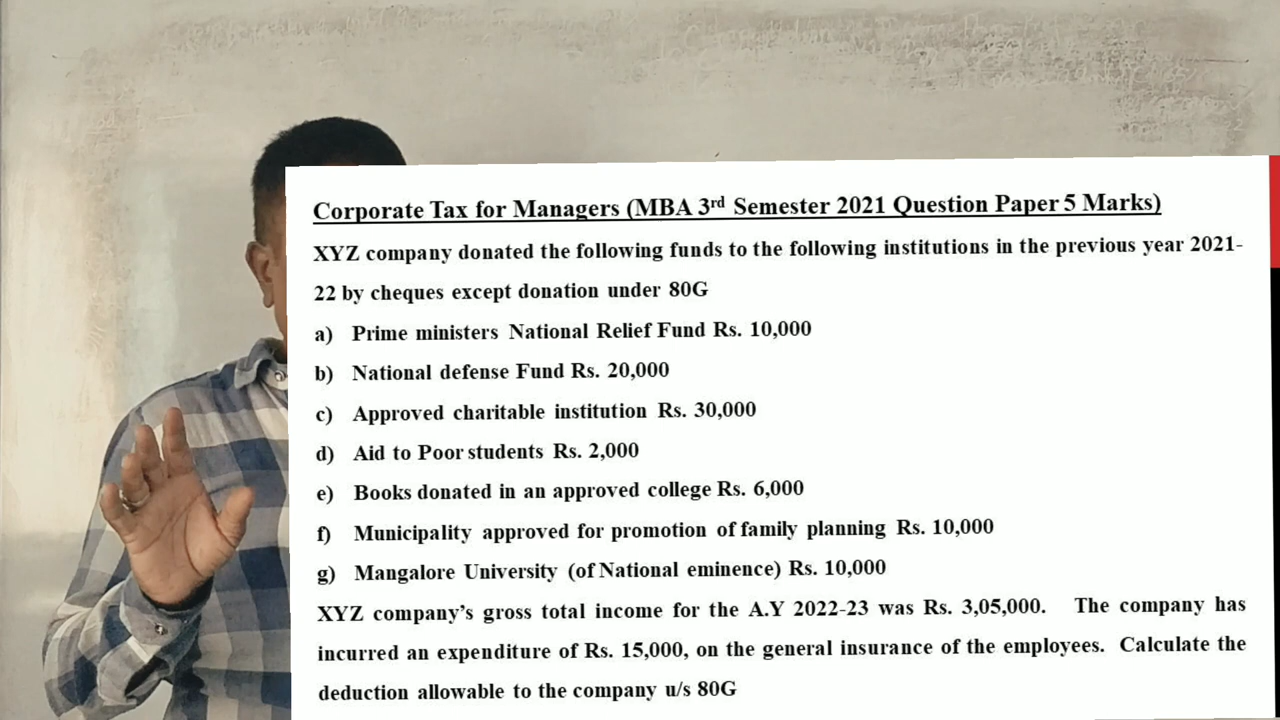 Corporate Tax for Managers (MBA 3rd Semester 2021 Question Paper 5 Marks)
XYZ company donated the following funds to the following institutions in the previous year 2021-
22 by cheques except donation under 80G
a) Prime ministers National Relief Fund Rs. 10,000
b) National defense Fund Rs. 20,000
c) Approved charitable institution Rs. 30,000
d) Aid to Poor students Rs. 2,000
e) Books donated in an approved college Rs. 6,000
f) Municipality approved for promotion of family planning Rs. 10,000
g) Mangalore University (of National eminence) Rs. 10,000
XYZ company's gross total income for the A.Y 2022-23 was Rs. 3,05,000. The company has
incurred an expenditure of Rs. 15,000, on the general insurance of the employees. Calculate the
deduction allowable to the company u/s 80G